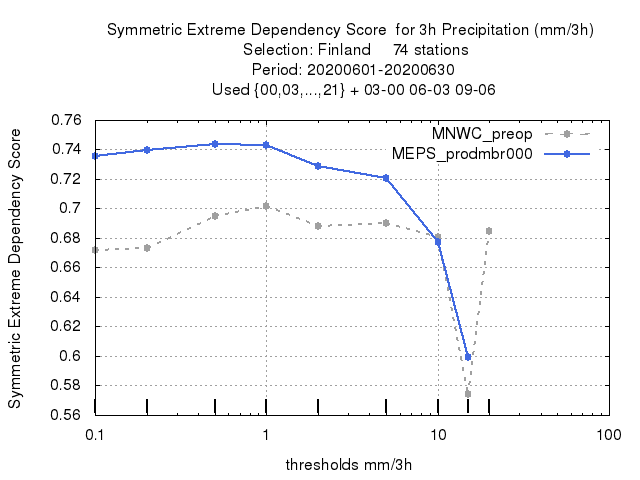 Symmetric Extreme Dependency Score for 3h Precipitation (mm/3h)
Selection: Finland 74 stations
Period: 20200601-20200630
Used {00,03,...,21} + 03-00 06-03 09-06
Symmetric Extreme Dependency Score
0.76
0.74
0.72
0.7
0.68
0.66
0.64
0.62
0.6
0.58
0.56
MNWC_preop
MEPS_prodmbr000
0.1
1
10
100
thresholds mm/3h